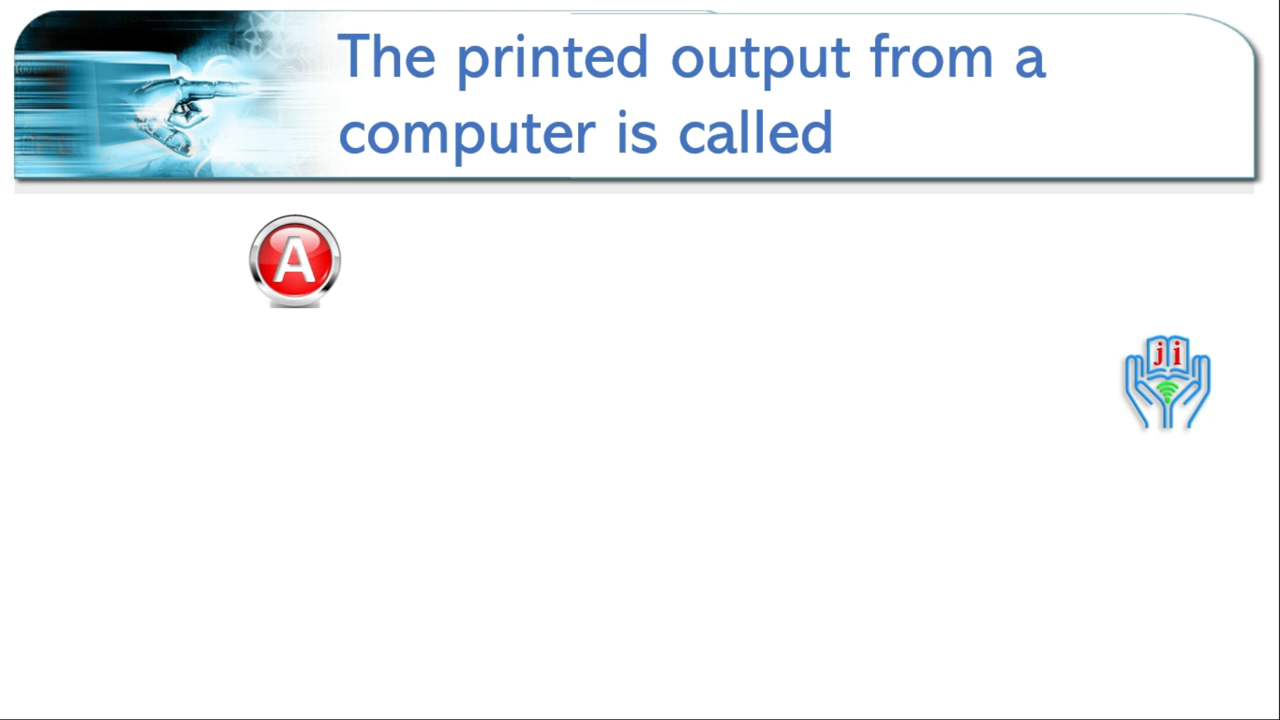 The printed output from a
computer is called
A
ji